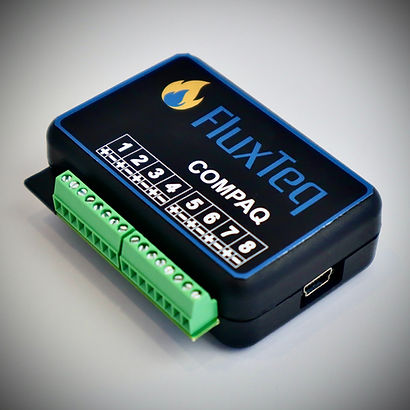 FluxTeq
COMPAQ
1 2 3 4 5 6 7 8
+ - + - + - + - + - + - + - + -